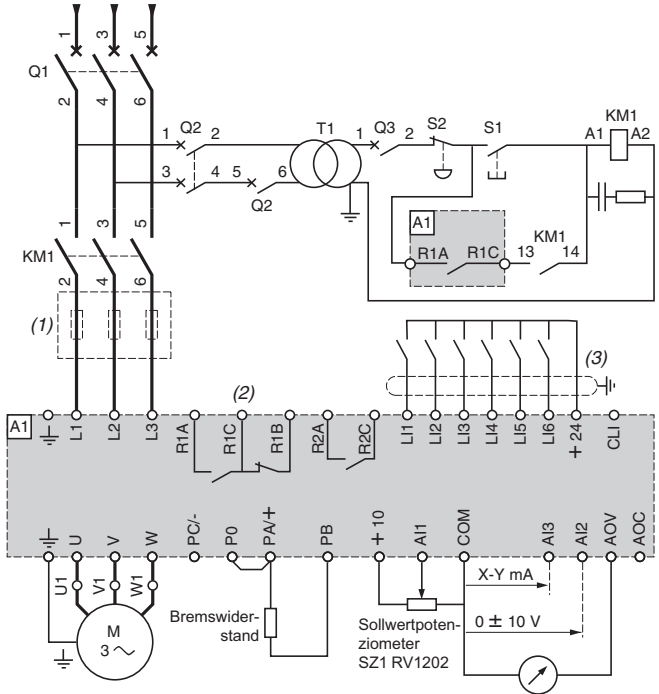 1 3 5
Q1
2 4 6
1 Q2 2
T1
1 Q3 2
S2
S1
KM1
A1 A2
3 4 5 6
Q2
A1
R1A R1C
KM1
13 14
1 3 5
KM1
2 4 6
(1)
(2)
(3)
A1
L1
L2
L3
R1A
R1C
R1B
R2A
R2C
LI1
LI2
LI3
LI4
LI5
LI6
+ 24
CLI
U
V
W
PC/-
P0
PA/+
PB
+ 10
AI1
COM
AI3
AI2
AOV
AOC
U1
V1
W1
X-Y mA
0 ± 10 V
M
3 ~
Bremswider-
stand
Sollwertpoten-
ziometer
SZ1 RV1202